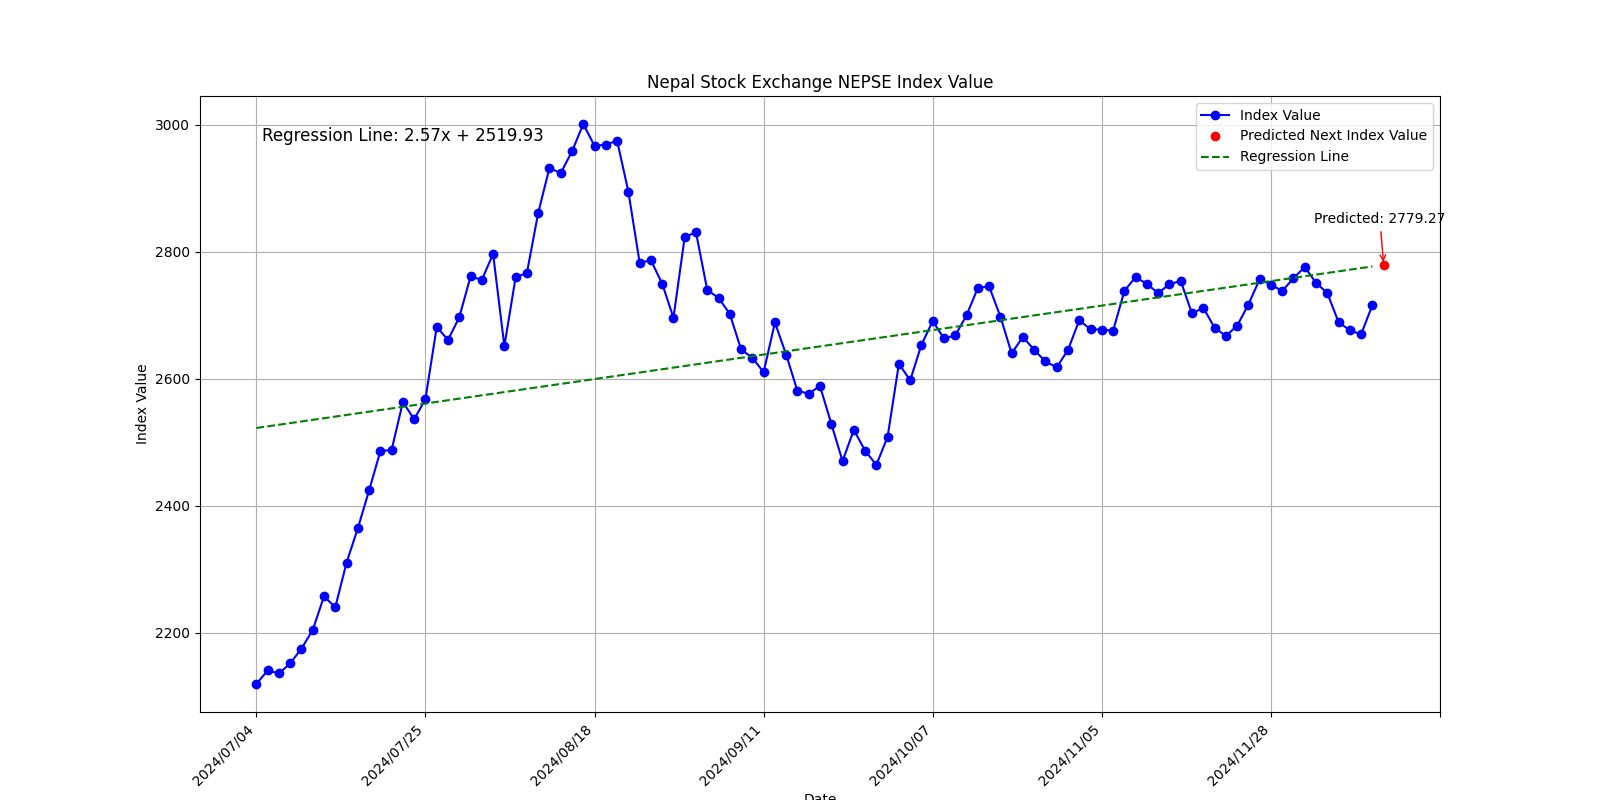 Nepal Stock Exchange NEPSE Index Value
Regression Line: 2.57x + 2519.93
Index Value
Predicted Next Index Value
Regression Line
Predicted: 2779.27
Index Value
3000
2800
2600
2400
2200
2024/07/04
2024/07/25
2024/08/18
2024/09/11
2024/10/07
2024/11/05
2024/11/28
Date